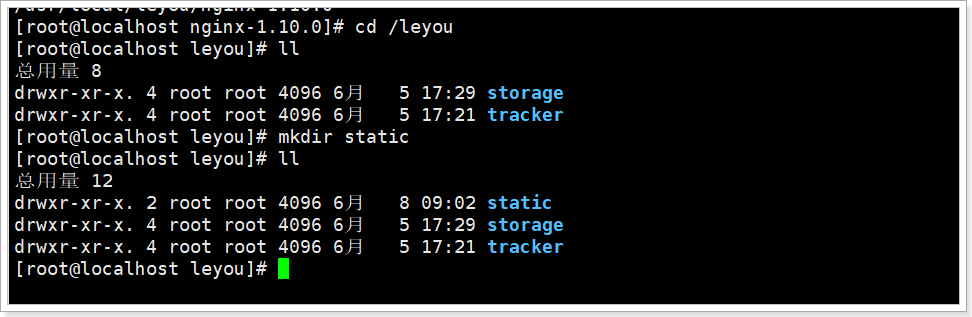 [root@localhost nginx-1.10.0]# cd /leyou
[root@localhost leyou]# ll
总用量 8
drwxr-xr-x. 4 root root 4096 6月   5 17:29 storage
drwxr-xr-x. 4 root root 4096 6月   5 17:21 tracker
[root@localhost leyou]# mkdir static
[root@localhost leyou]# ll
总用量 12
drwxr-xr-x. 2 root root 4096 6月   8 09:02 static
drwxr-xr-x. 4 root root 4096 6月   5 17:29 storage
drwxr-xr-x. 4 root root 4096 6月   5 17:21 tracker
[root@localhost leyou]#